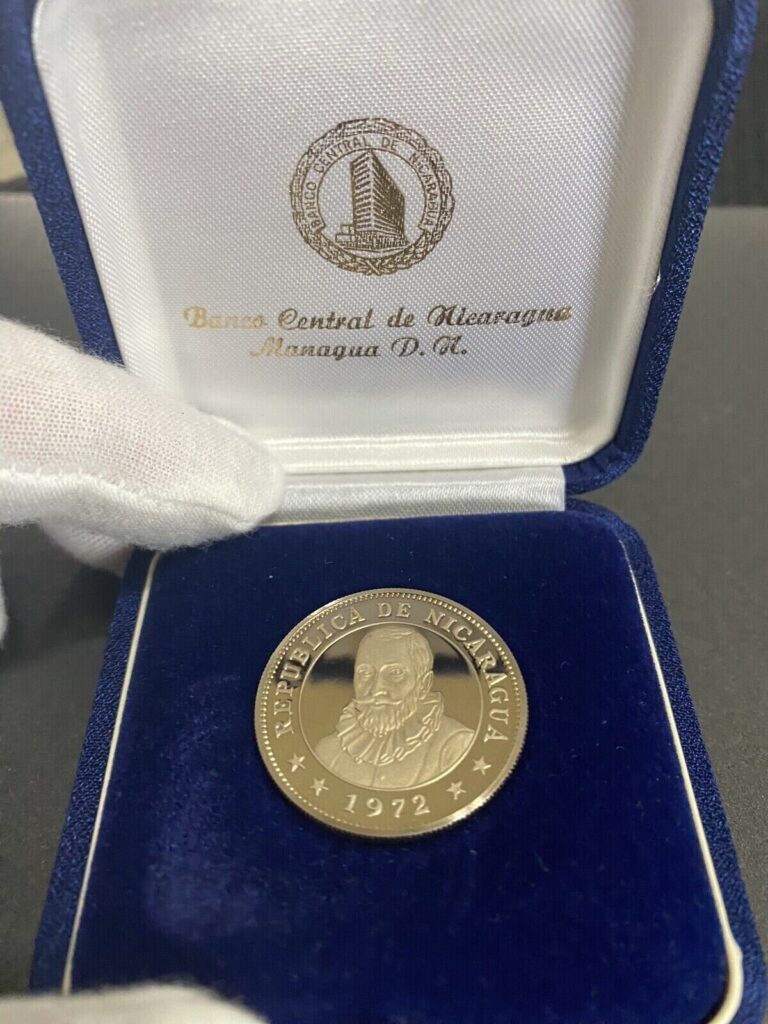 BANCO CENTRAL DE NICARAGUA
Banco Central de Nicaragua
Managua D. N.
REPUBLICA DE NICARAGUA
1972